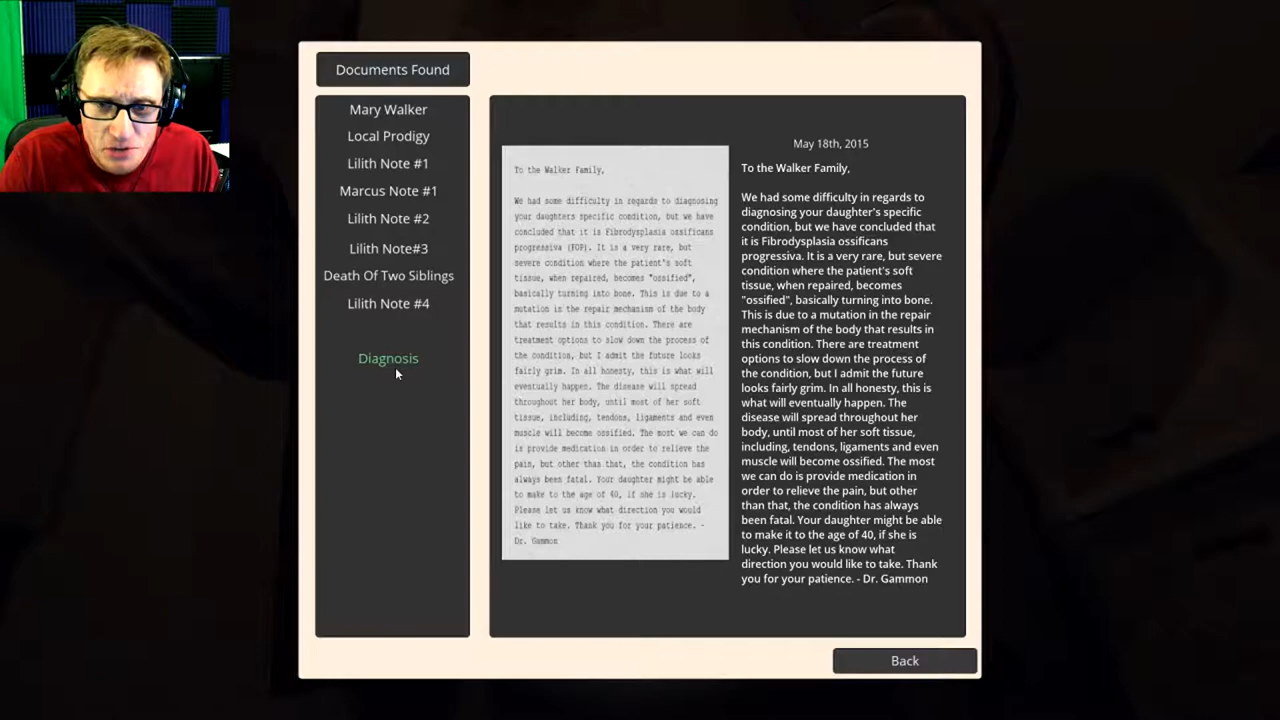 Documents Found
Mary Walker
Local Prodigy
Lilith Note #1
Marcus Note #1
Lilith Note #2
Lilith Note#3
Death Of Two Siblings
Lilith Note #4
Diagnosis
To the Walker Family,
We had some difficulty in regards to diagnosing
your daughters specific condition, but we have
concluded that it is Fibrodysplasia ossificans
progressiva (FOP). It is a very rare, but
severe condition where the patient's soft
tissue, when repaired, becomes "ossified",
basically turning into bone. This is due to a
mutation in the repair mechanism of the body
that results in this condition. There are
treatment options to slow down the process of
the condition, but I admit the future looks
fairly grim. In all honesty, this is what will
eventually happen. The disease will spread
throughout her body, until most of her soft
tissue, including, tendons, ligaments and even
muscle will become ossified. The most we can do
is provide medication in order to relieve the
pain, but other than that, the condition has
always been fatal. Your daughter might be able
to make to the age of 40, if she is lucky.
Please let us know what direction you would
like to take. Thank you for your patience. -
Dr. Gammon
May 18th, 2015
To the Walker Family,
We had some difficulty in regards to
diagnosing your daughter's specific
condition, but we have concluded that
it is Fibrodysplasia ossificans
progressiva. It is a very rare, but severe
condition where the patient's soft
tissue, when repaired, becomes
"ossified", basically turning into bone.
This is due to a mutation in the repair
mechanism of the body that results in
this condition. There are treatment
options to slow down the process of
the condition, but I admit the future
looks fairly grim. In all honesty, this is
what will eventually happen. The
disease will spread throughout her
body, until most of her soft tissue,
including, tendons, ligaments and even
muscle will become ossified. The most
we can do is provide medication in
order to relieve the pain, but other
than that, the condition has always
been fatal. Your daughter might be able
to make it to the age of 40, if she is
lucky. Please let us know what
direction you would like to take. Thank
you for your patience. - Dr. Gammon
Back